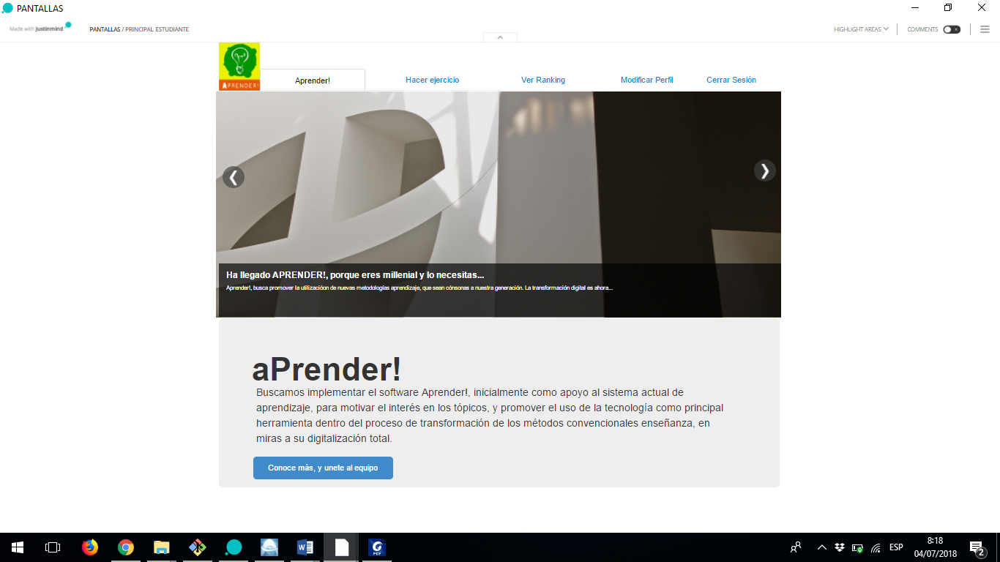 PANTALLAS
Made with justinmind
PANTALLAS / PRINCIPAL ESTUDIANTE
HIGHLIGHT AREAS
COMMENTS
APRENDER!
Aprender!
Hacer ejercicio
Ver Ranking
Modificar Perfil
Cerrar Sesión
Ha llegado APRENDER!, porque eres millenial y lo necesitas...
Aprender!, busca promover la utilizacióon de nuevas metodologías aprendizaje, que sean cónsonas a nuestra generación. La transformación digital es ahora...
aPrender!
Buscamos implementar el software Aprender!, inicialmente como apoyo al sistema actual de
aprendizaje, para motivar el interés en los tópicos, y promover el uso de la tecnología como principal
herramienta dentro del proceso de transformación de los métodos convencionales enseñanza, en
miras a su digitalización total.
Conoce más, y unete al equipo
G PDF
ESP
8:18
04/07/2018
2